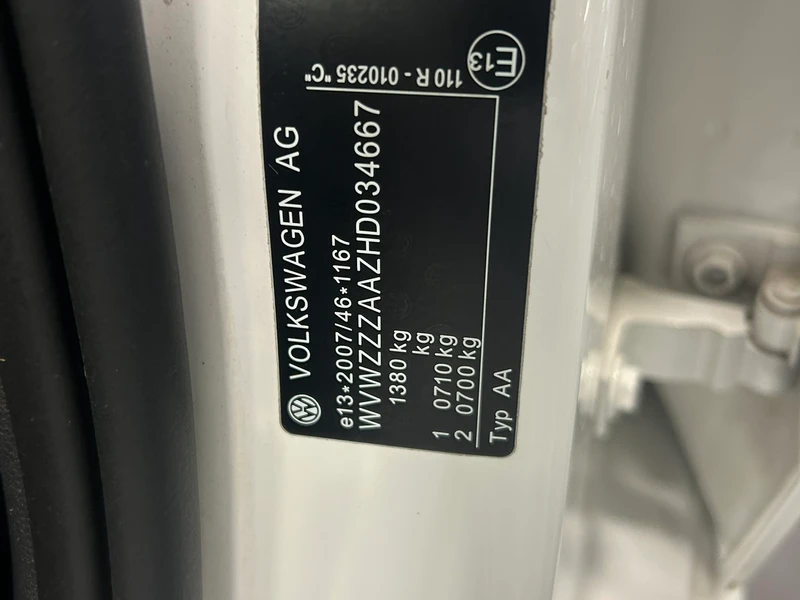 VOLKSWAGEN AG
e13*2007/46*1167
WVWZZZAAZHD034667
1380 kg
kg
1 0710 kg
2 0700 kg
Typ AA
E13
110 R - 010235 "C"